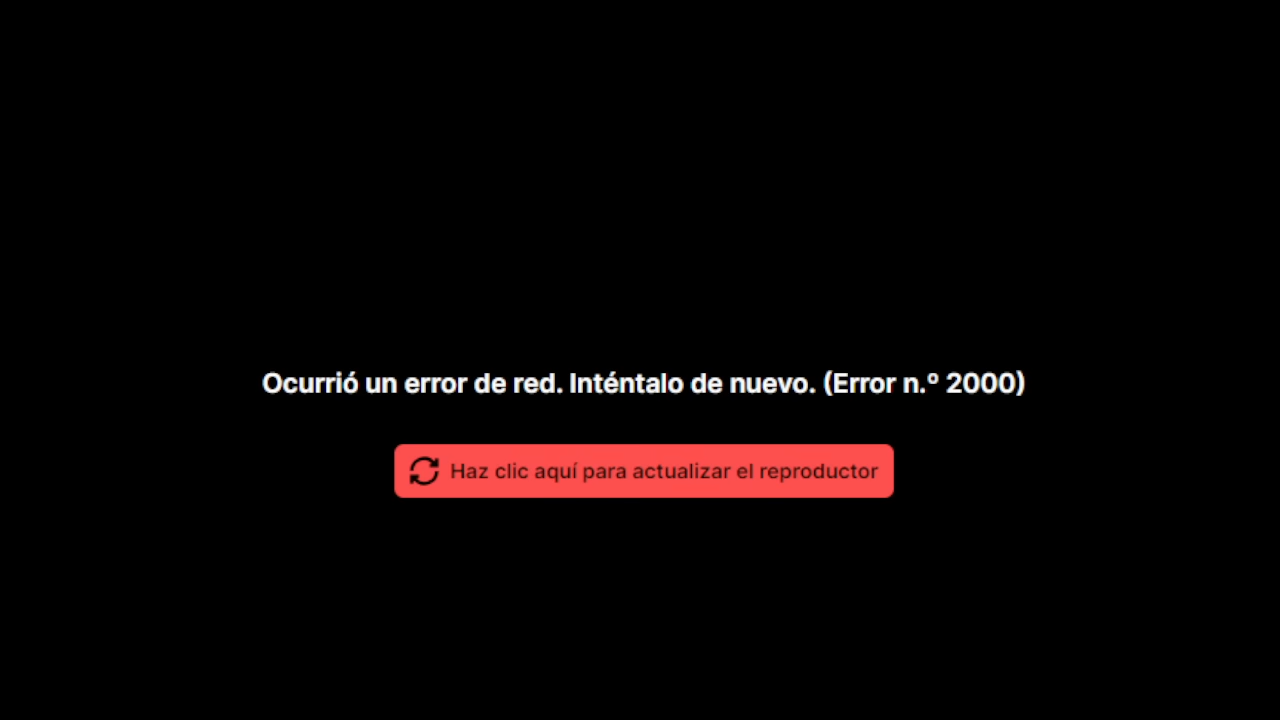 Ocurrió un error de red. Inténtalo de nuevo. (Error n.º 2000)
Haz clic aquí para actualizar el reproductor